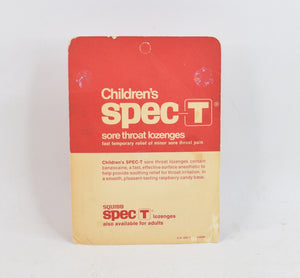 Children's
spec-T®
sore throat lozenges
fast temporary relief of minor sore throat pain
Children's SPEC-T sore throat lozenges contain
benzocaine, a fast, effective surface anesthetic to
help provide soothing relief for throat irritation, in
a smooth, pleasant-tasting raspberry candy base.
SQUIBB
spec T lozenges
also available for adults